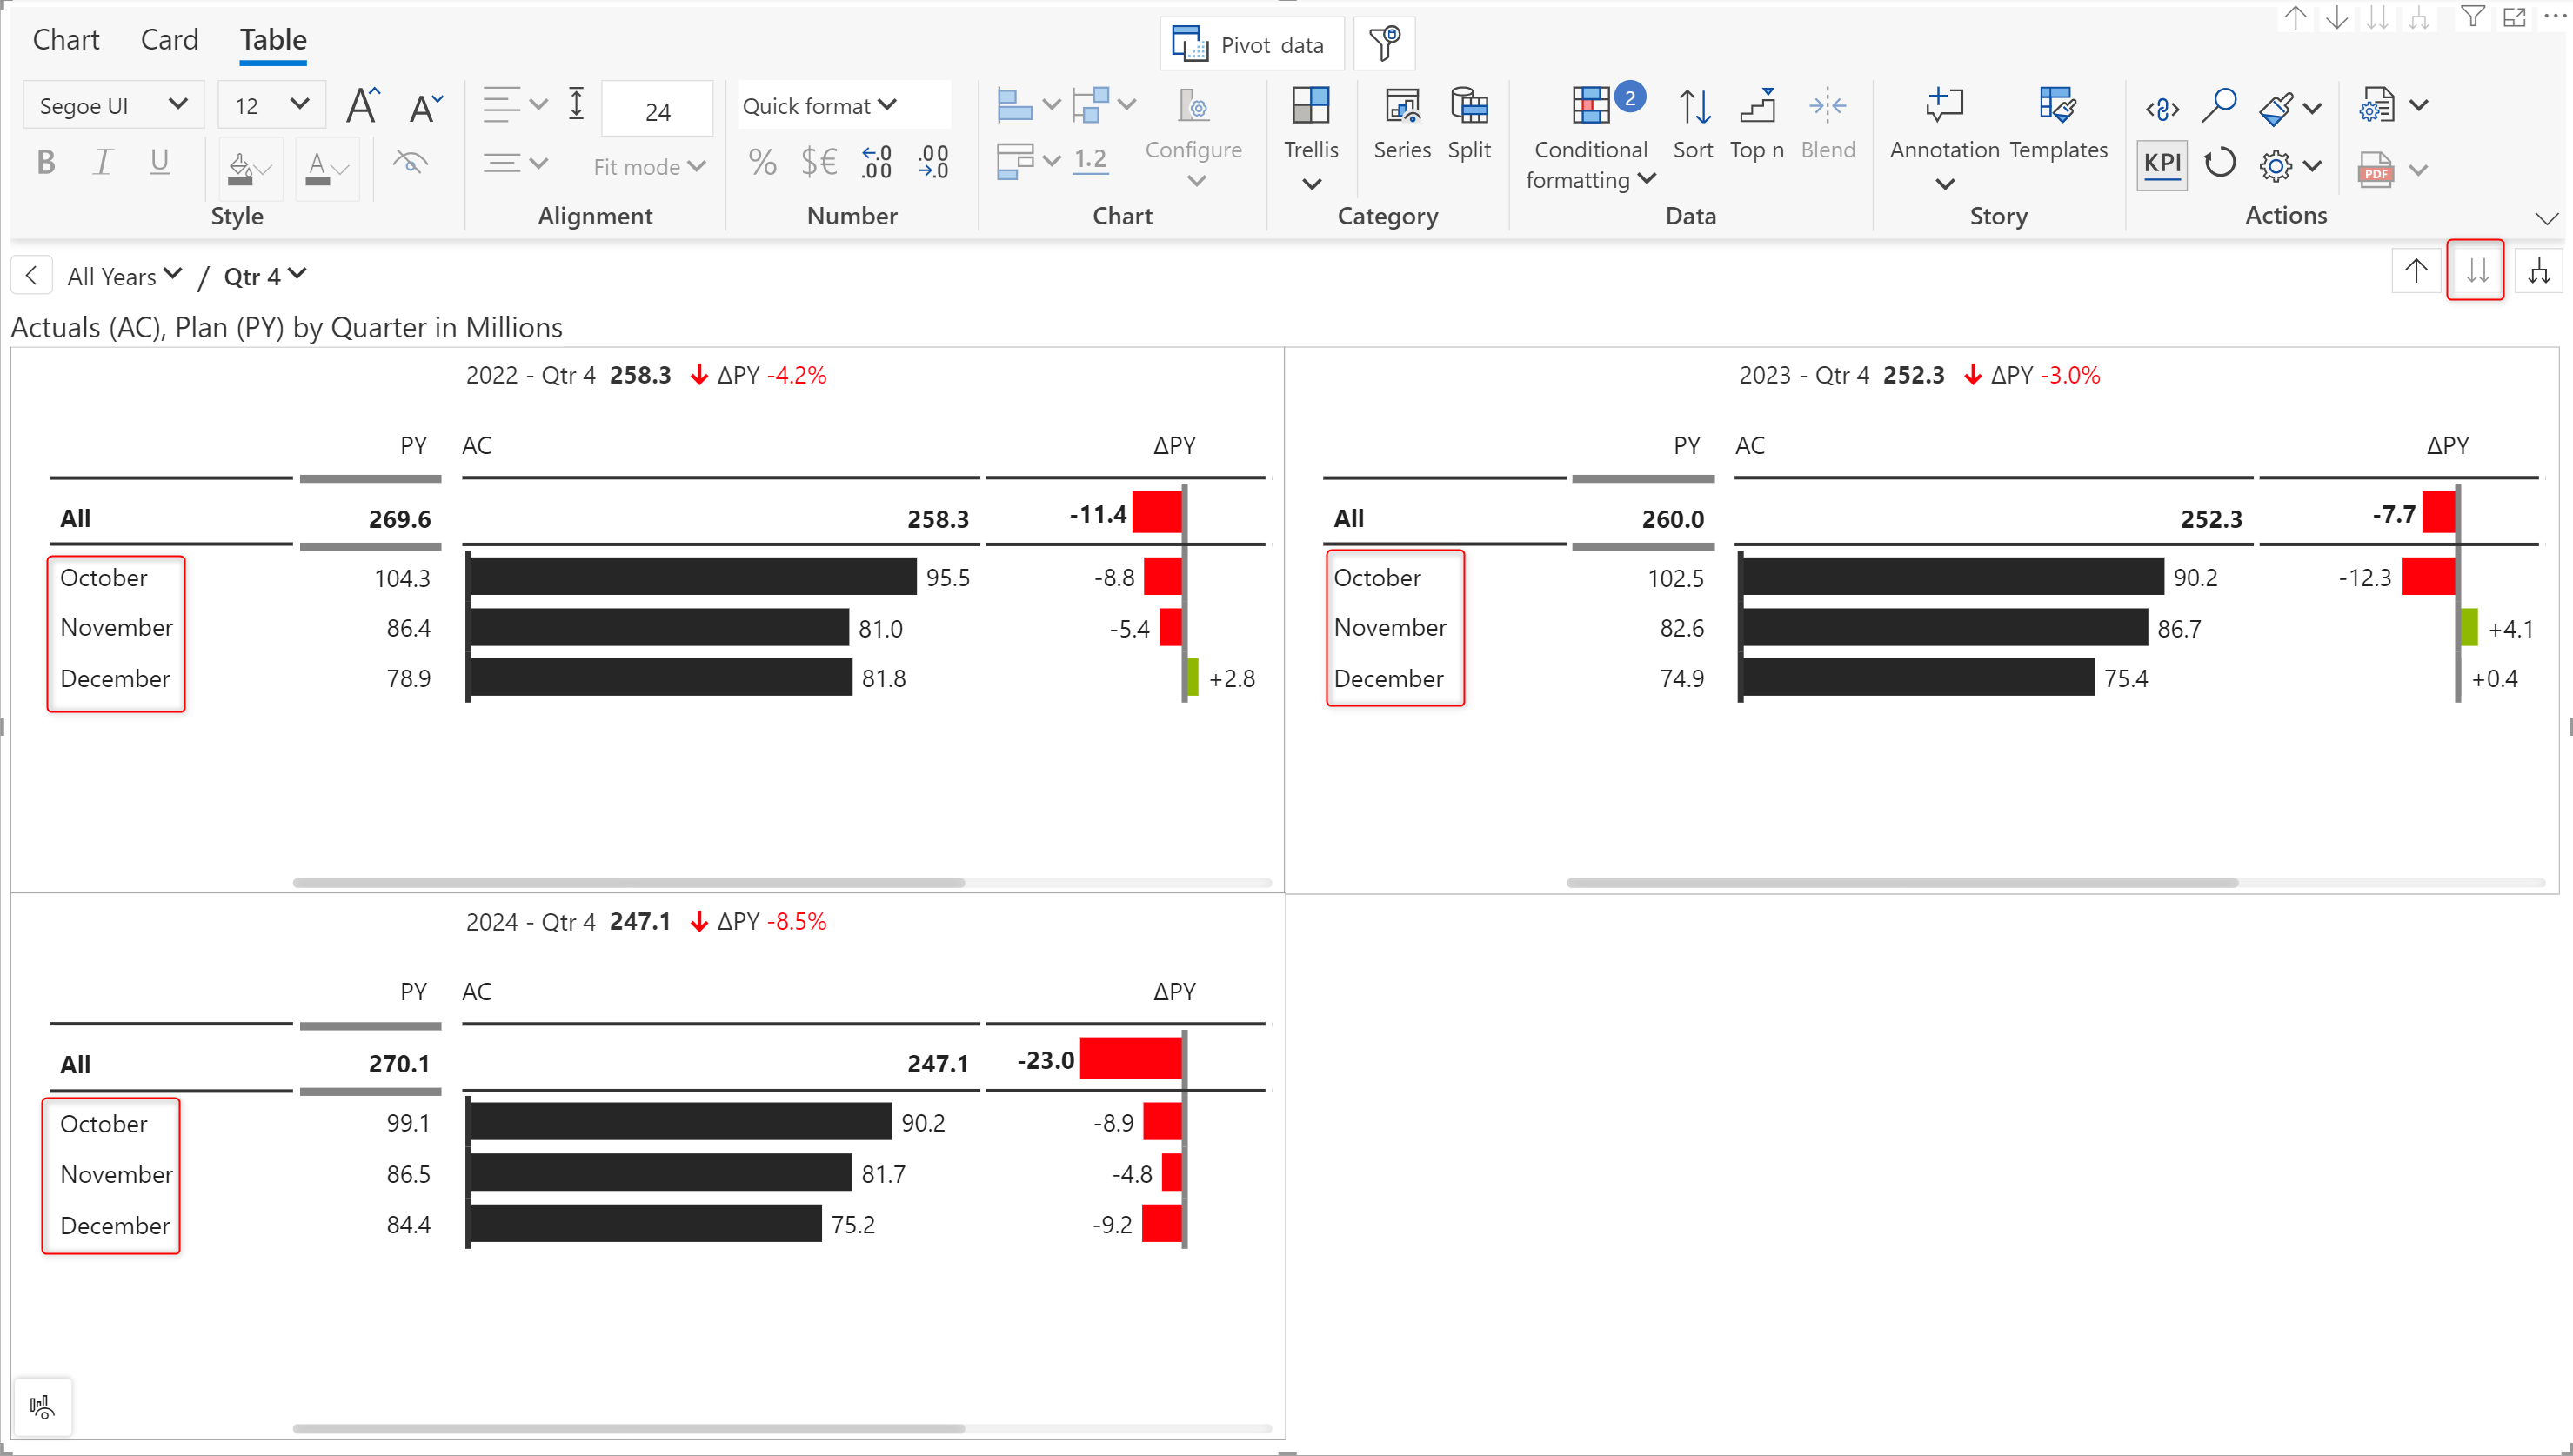 Chart Card Table
Pivot data
Segoe UI 12 A A 24 Quick format 2
B I U A Fit mode % $€ .0 .00 .00 .0 1.2 Configure Trellis Series Split Conditional formatting Sort Top n Blend Annotation Templates KPI PDF
Style Alignment Number Chart Category Data Story Actions
All Years / Qtr 4
Actuals (AC), Plan (PY) by Quarter in Millions
2022 - Qtr 4 258.3 ΔPY -4.2%
PY AC ΔPY
All 269.6 258.3 -11.4
October 104.3 95.5 -8.8
November 86.4 81.0 -5.4
December 78.9 81.8 +2.8
2023 - Qtr 4 252.3 ΔPY -3.0%
PY AC ΔPY
All 260.0 252.3 -7.7
October 102.5 90.2 -12.3
November 82.6 86.7 +4.1
December 74.9 75.4 +0.4
2024 - Qtr 4 247.1 ΔPY -8.5%
PY AC ΔPY
All 270.1 247.1 -23.0
October 99.1 90.2 -8.9
November 86.5 81.7 -4.8
December 84.4 75.2 -9.2